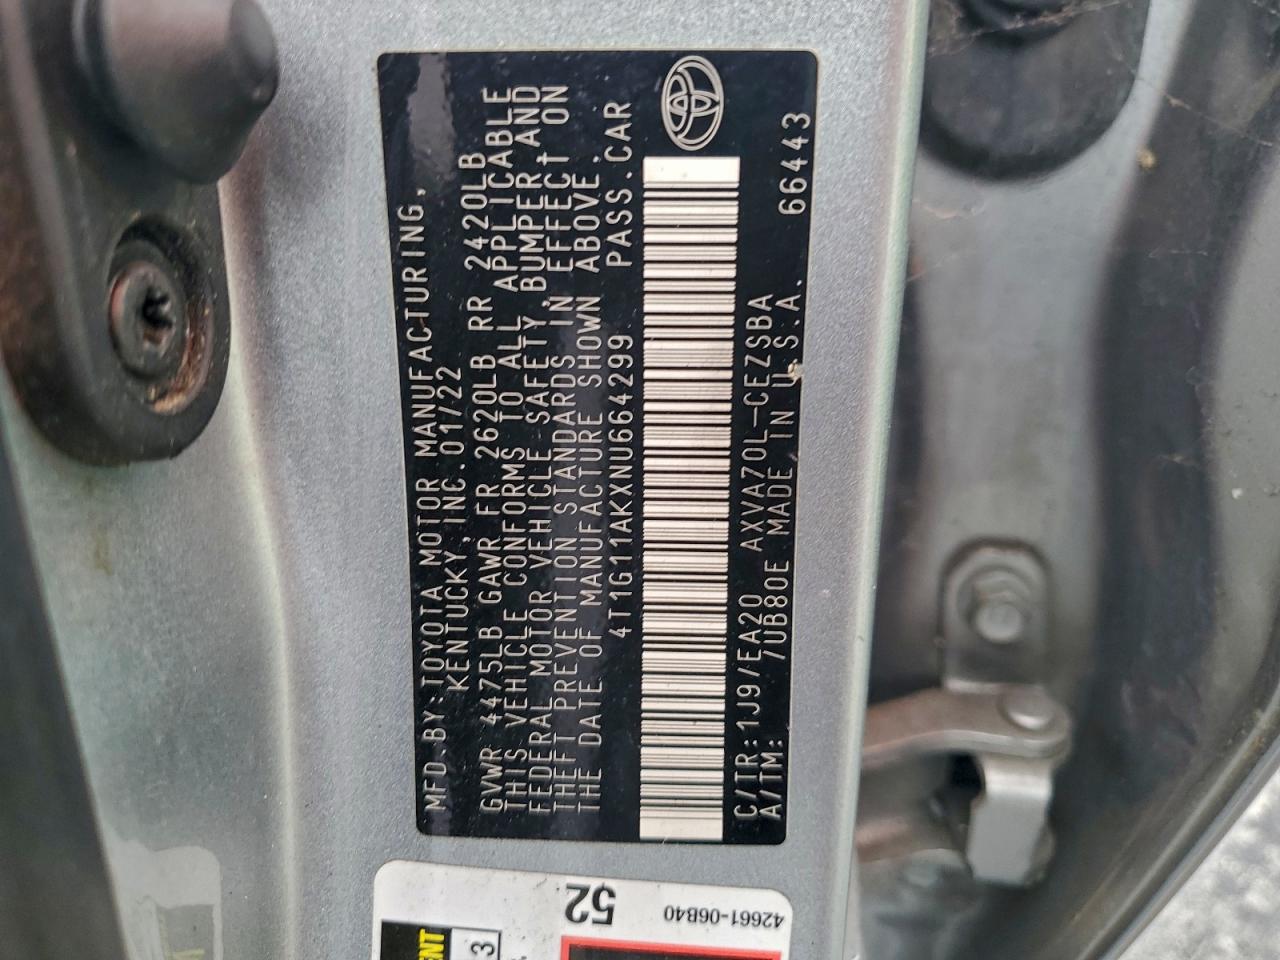 MFD.BY:TOYOTA MOTOR MANUFACTURING,
KENTUCKY,INC.01/22
GVWR 4475LB GAWR FR 2620LB RR 2420LB
THIS VEHICLE CONFORMS TO ALL APPLICABLE
FEDERAL MOTOR VEHICLE SAFETY,BUMPER,AND
THEFT PREVENTION STANDARDS IN EFFECT ON
THE DATE OF MANUFACTURE SHOWN ABOVE.
4T1G11AKXNU664299 PASS.CAR
C/TR:1J9/EA20 AXVA70L-CEZSBA
A/TM: /UB80E MADE IN U.S.A. 66443
52
42661-06B40
3